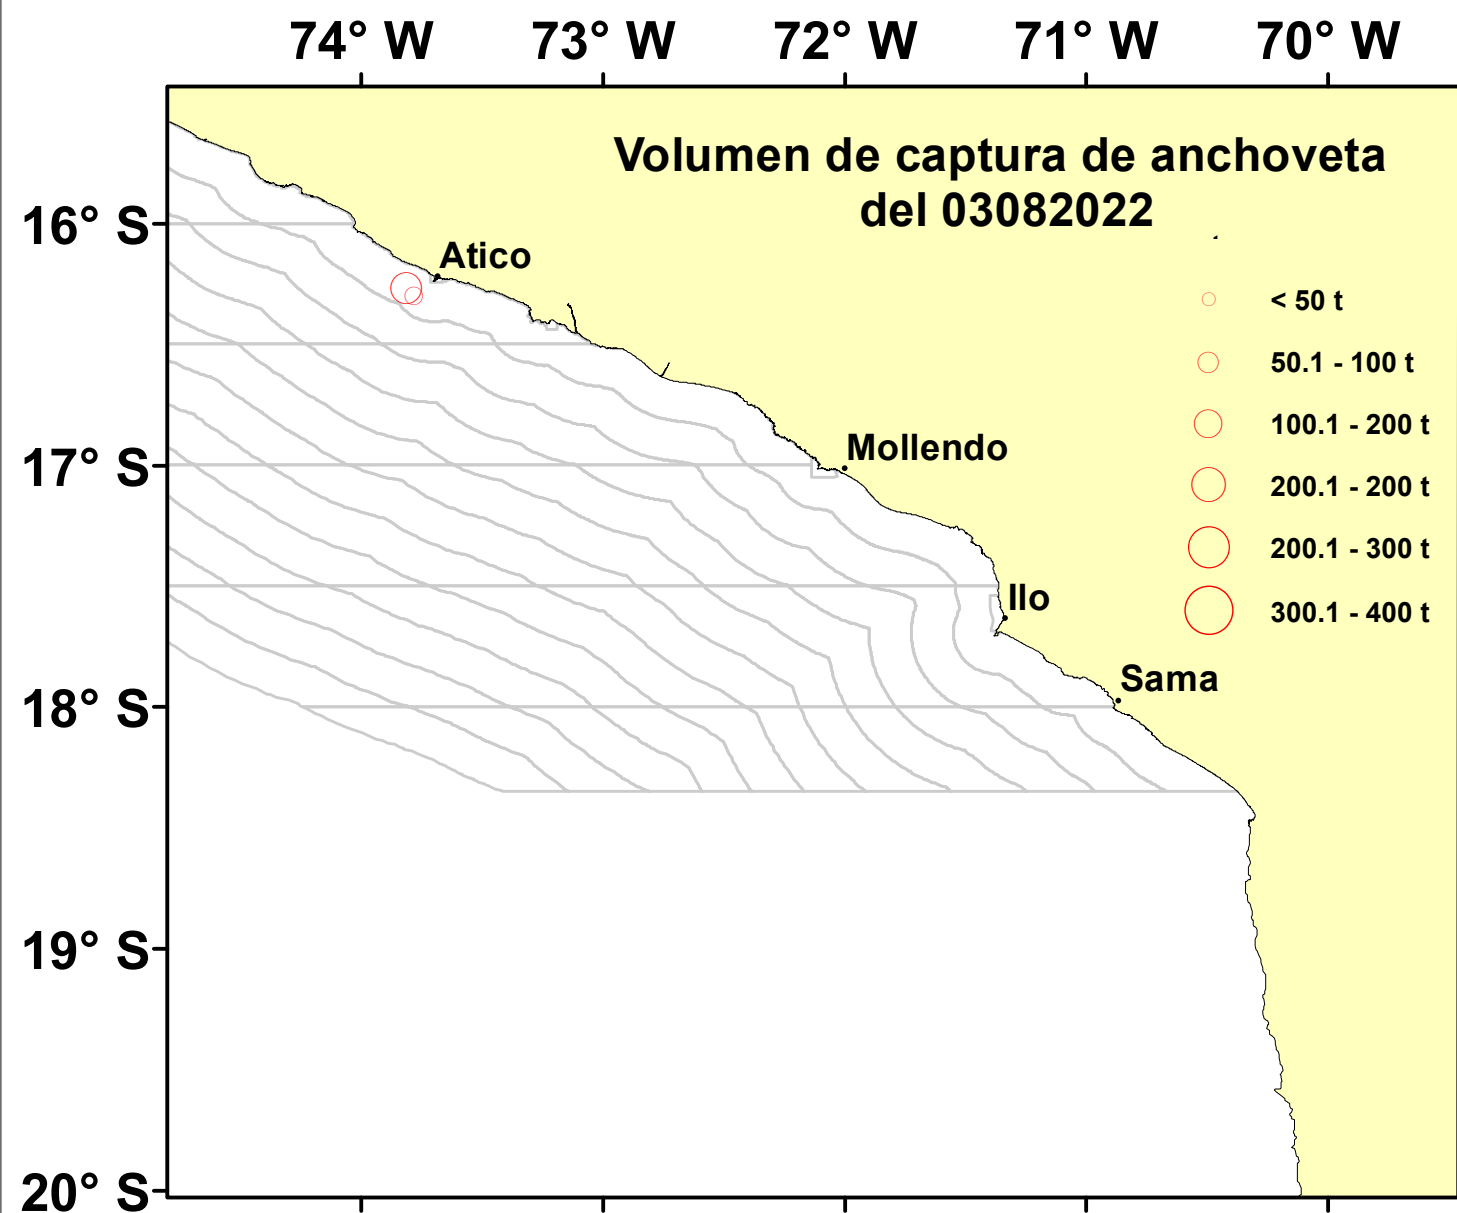 74° W 73° W 72° W 71° W 70° W
Volumen de captura de anchoveta
del 03082022
16° S
Atico
< 50 t
50.1 - 100 t
100.1 - 200 t
Mollendo
17° S
200.1 - 200 t
200.1 - 300 t
Ilo
300.1 - 400 t
Sama
18° S
19° S
20° S